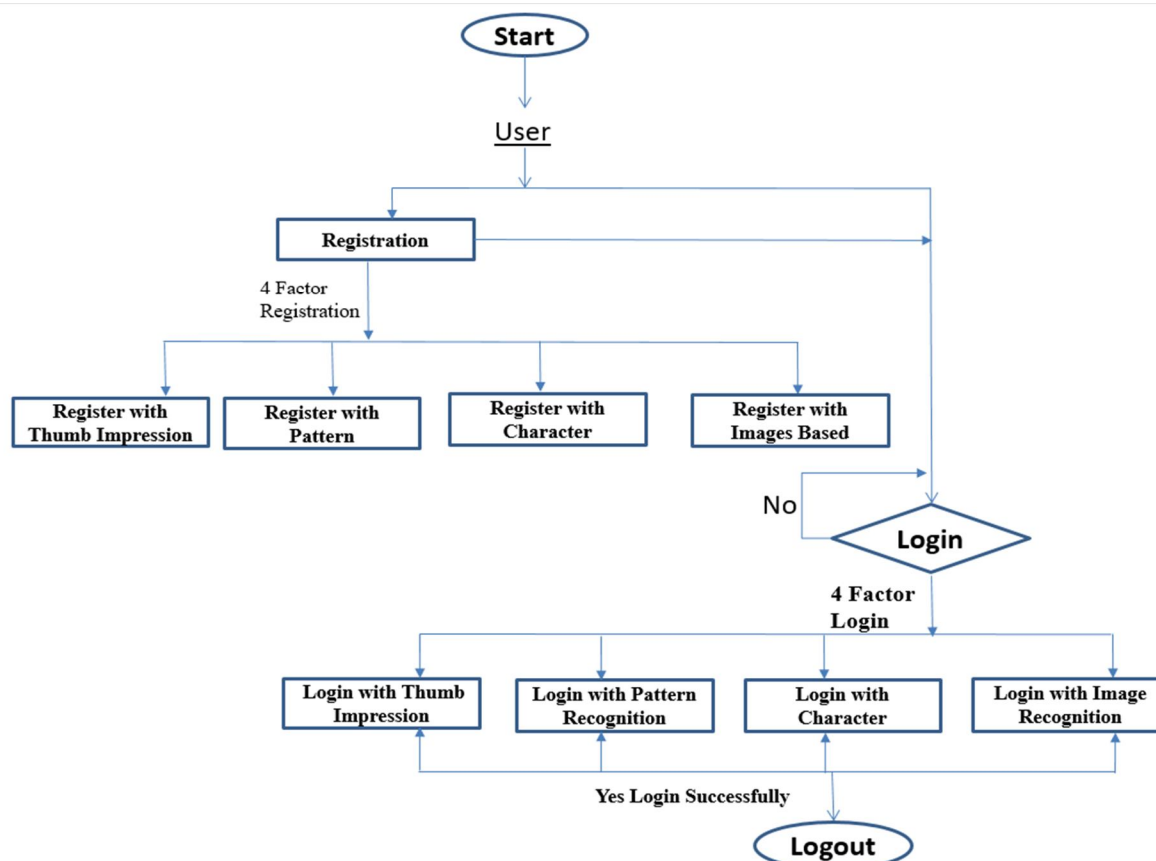 Start
User
Registration
4 Factor
Registration
Register with
Thumb Impression
Register with
Pattern
Register with
Character
Register with
Images Based
No
Login
4 Factor
Login
Login with Thumb
Impression
Login with Pattern
Recognition
Login with
Character
Login with Image
Recognition
Yes Login Successfully
Logout